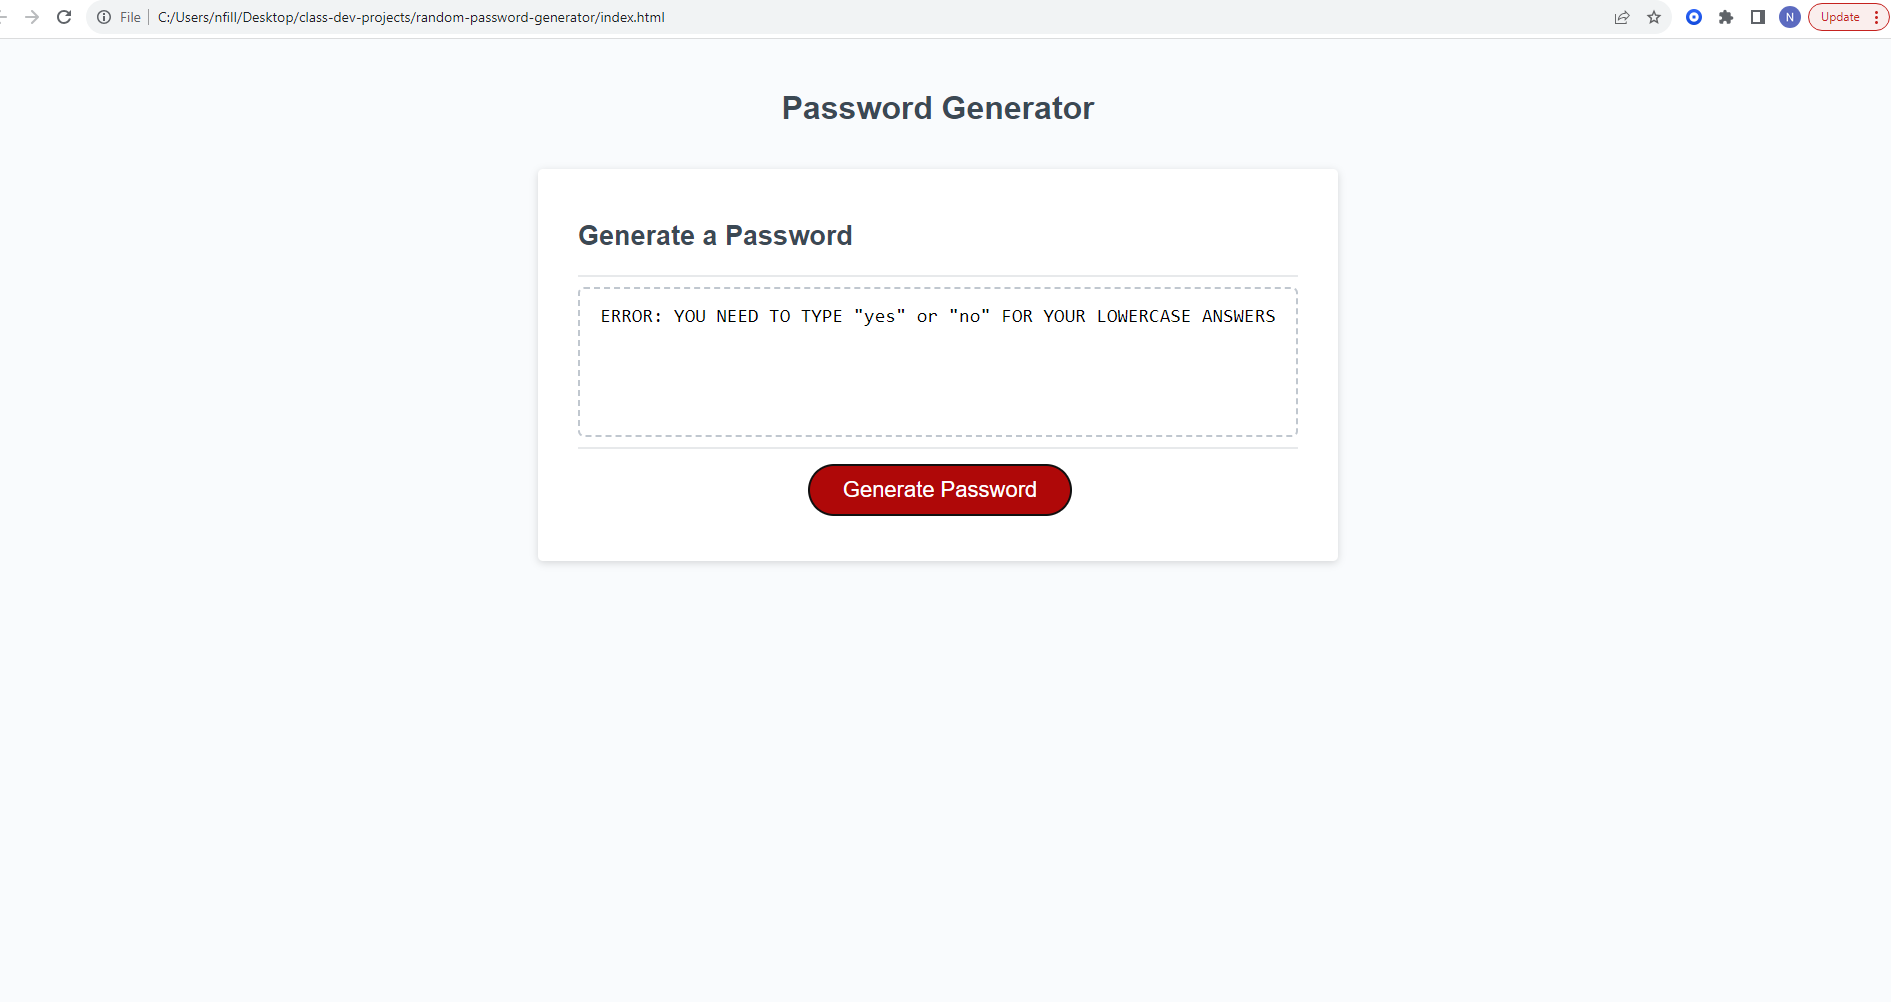 File C:/Users/nfill/Desktop/class-dev-projects/random-password-generator/index.html N Update
Password Generator
Generate a Password
ERROR: YOU NEED TO TYPE "yes" or "no" FOR YOUR LOWERCASE ANSWERS
Generate Password